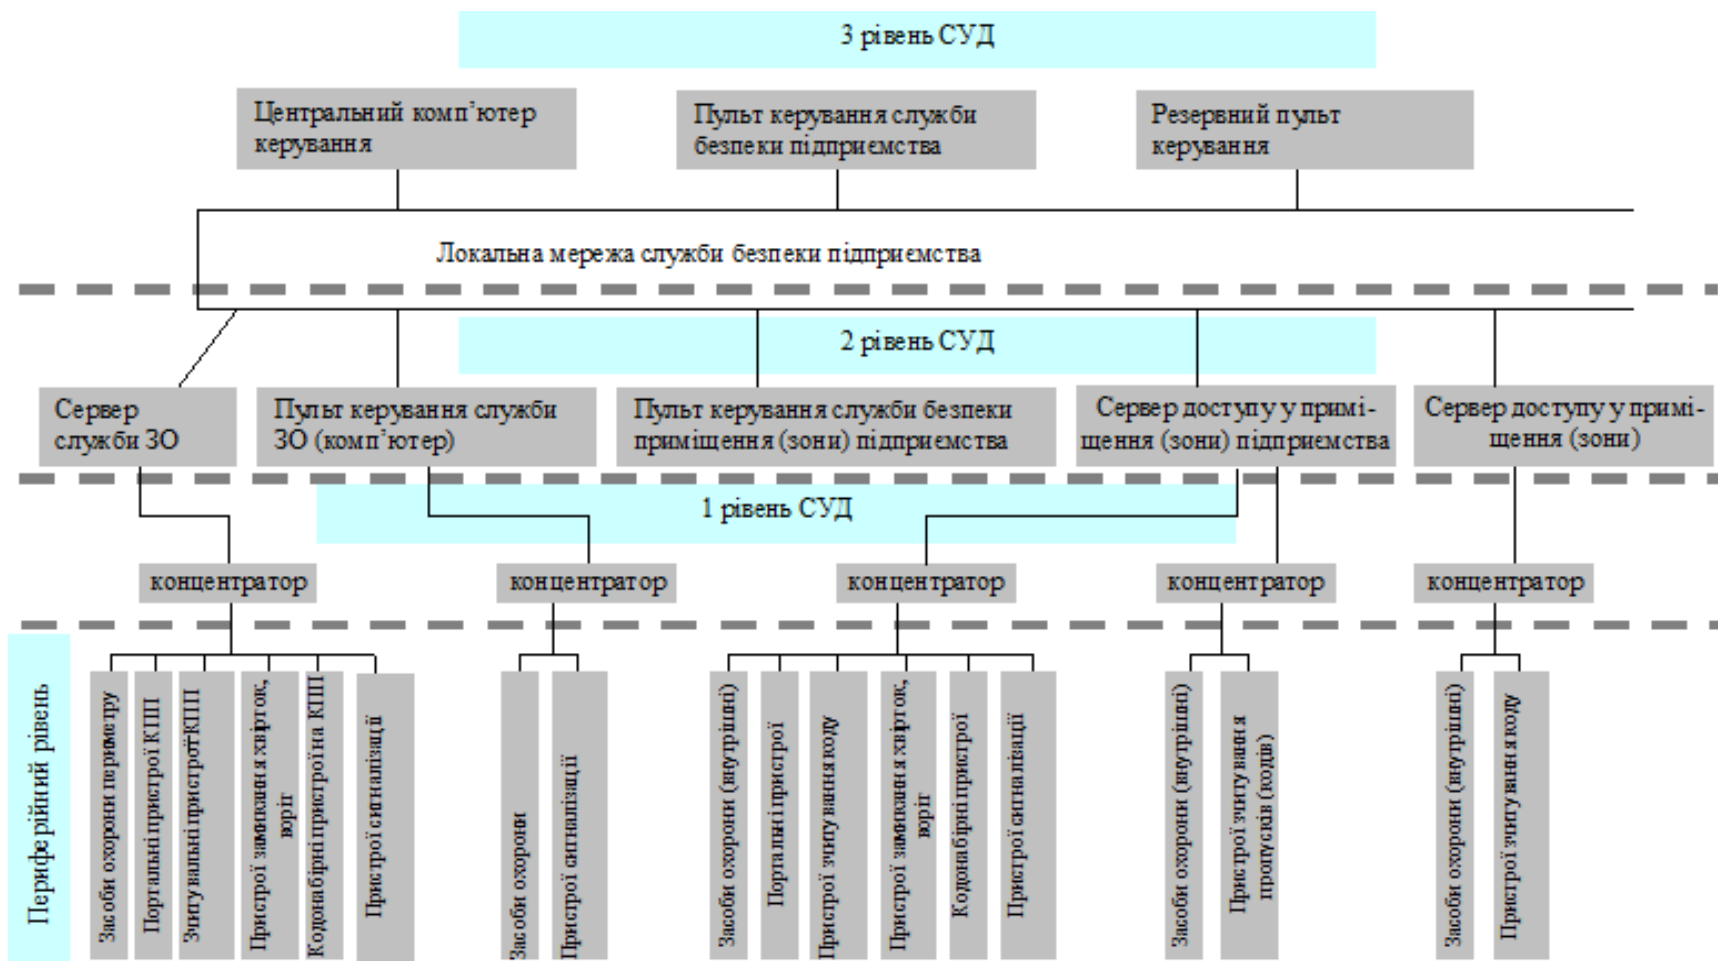 3 рівень СУД
Центральний комп’ютер
керування
Пульт керування служби
безпеки підприємства
Резервний пульт
керування
Локальна мережа служби безпеки підприємства
2 рівень СУД
Сервер
служби ЗО
Пульт керування служби
ЗО (комп’ютер)
Пульт керування служби безпеки
приміщення (зони) підприємства
Сервер доступу у примі-
щення (зони) підприємства
Сервер доступу у примі-
щення (зони)
1 рівень СУД
концентратор
концентратор
концентратор
концентратор
концентратор
Периферійний рівень
Засоби охорони периметру
Портальні пристрої КПП
Зчитувальні пристрої КПП
Пристрої замикання хвірток,
воріт
Кодонабірні пристрої на КПП
Пристрої сигналізації
Засоби охорони
Пристрої сигналізації
Засоби охорони (внутрішні)
Портальні пристрої
Пристрої зчитування коду
Пристрої замикання хвірток,
воріт
Кодонабірні пристрої
Пристрої сигналізації
Засоби охорони (внутрішні)
Пристрої зчитування
пропусків (кодів)
Засоби охорони (внутрішні)
Пристрої зчитування коду